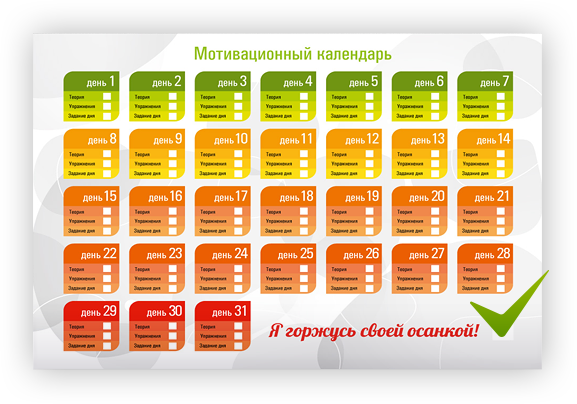 Мотивационный календарь
день 1 день 2 день 3 день 4 день 5 день 6 день 7
Теория Теория Теория Теория Теория Теория Теория
Упражнения Упражнения Упражнения Упражнения Упражнения Упражнения Упражнения
Задание дня Задание дня Задание дня Задание дня Задание дня Задание дня Задание дня
день 8 день 9 день 10 день 11 день 12 день 13 день 14
Теория Теория Теория Теория Теория Теория Теория
Упражнения Упражнения Упражнения Упражнения Упражнения Упражнения Упражнения
Задание дня Задание дня Задание дня Задание дня Задание дня Задание дня Задание дня
день 15 день 16 день 17 день 18 день 19 день 20 день 21
Теория Теория Теория Теория Теория Теория Теория
Упражнения Упражнения Упражнения Упражнения Упражнения Упражнения Упражнения
Задание дня Задание дня Задание дня Задание дня Задание дня Задание дня Задание дня
день 22 день 23 день 24 день 25 день 26 день 27 день 28
Теория Теория Теория Теория Теория Теория Теория
Упражнения Упражнения Упражнения Упражнения Упражнения Упражнения Упражнения
Задание дня Задание дня Задание дня Задание дня Задание дня Задание дня Задание дня
день 29 день 30 день 31
Теория Теория Теория
Упражнения Упражнения Упражнения
Задание дня Задание дня Задание дня
Я горжусь своей осанкой!